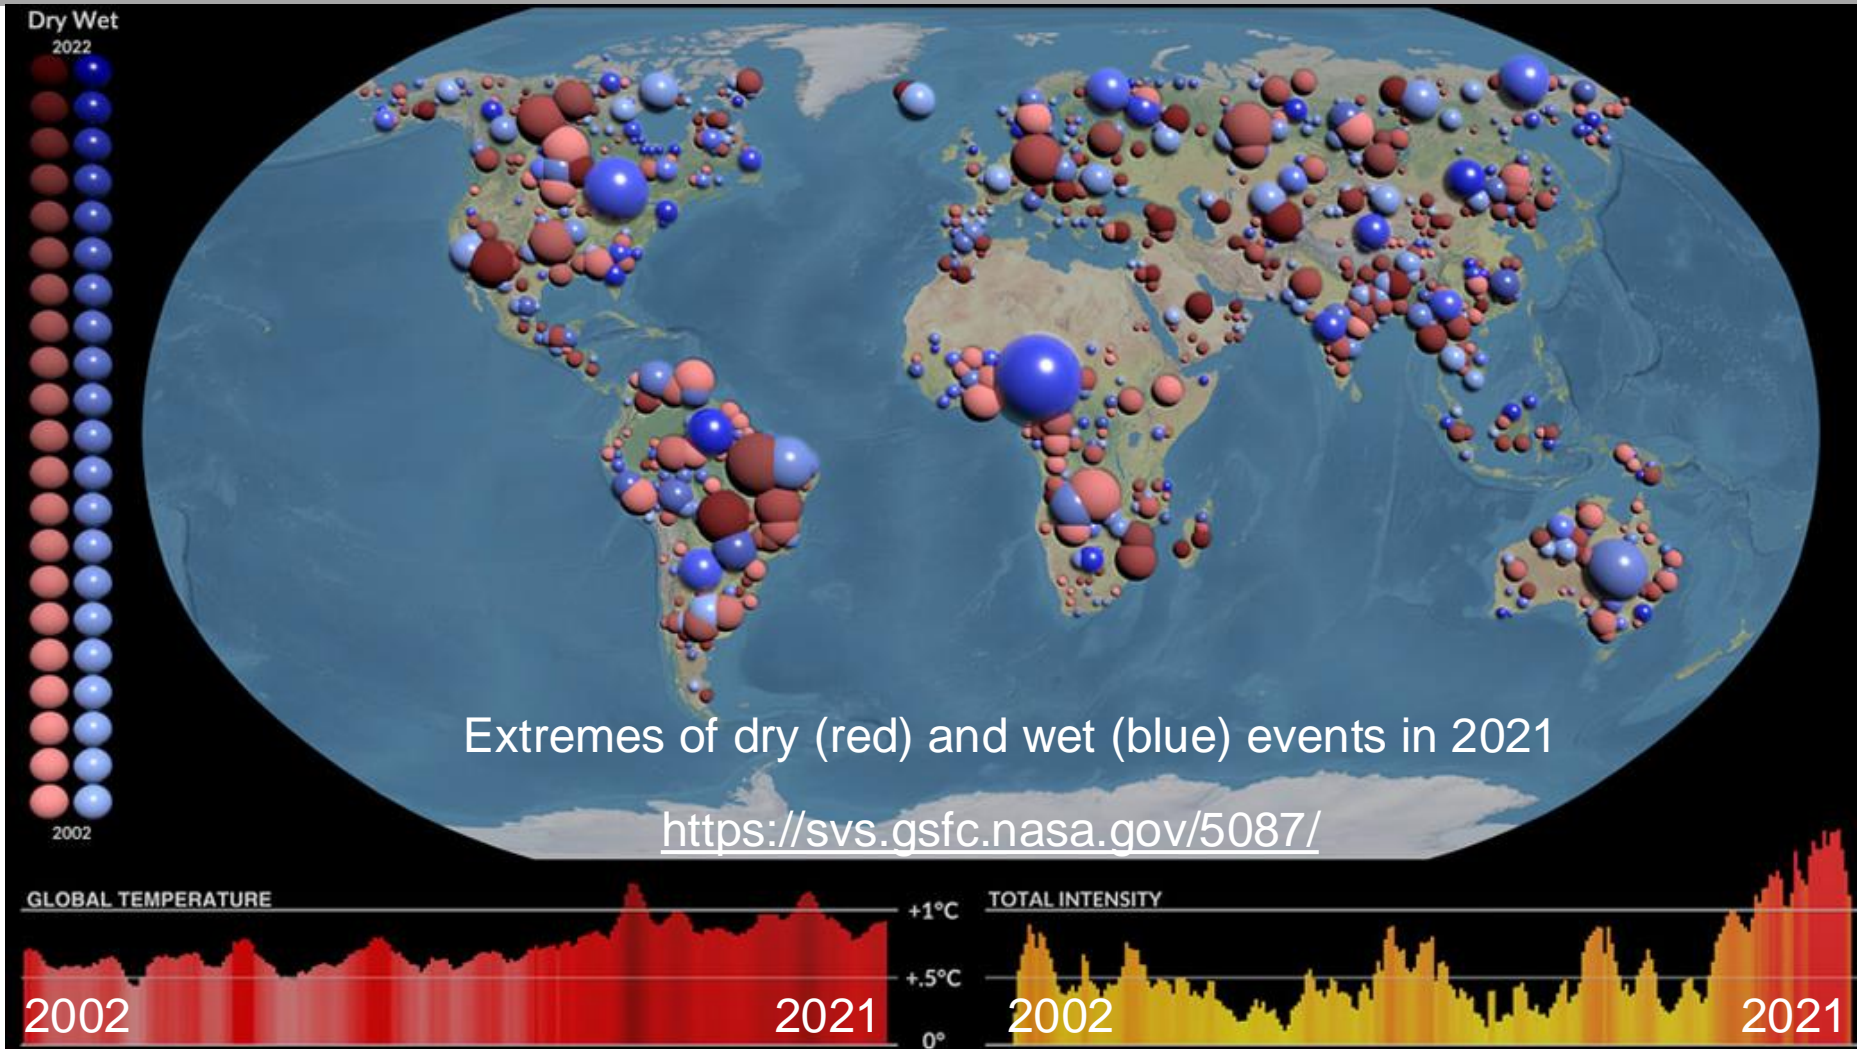 Dry Wet
2022
2002
Extremes of dry (red) and wet (blue) events in 2021
https://svs.gsfc.nasa.gov/5087/
GLOBAL TEMPERATURE
+1°C
+.5°C
0°
2002
2021
TOTAL INTENSITY
2002
2021